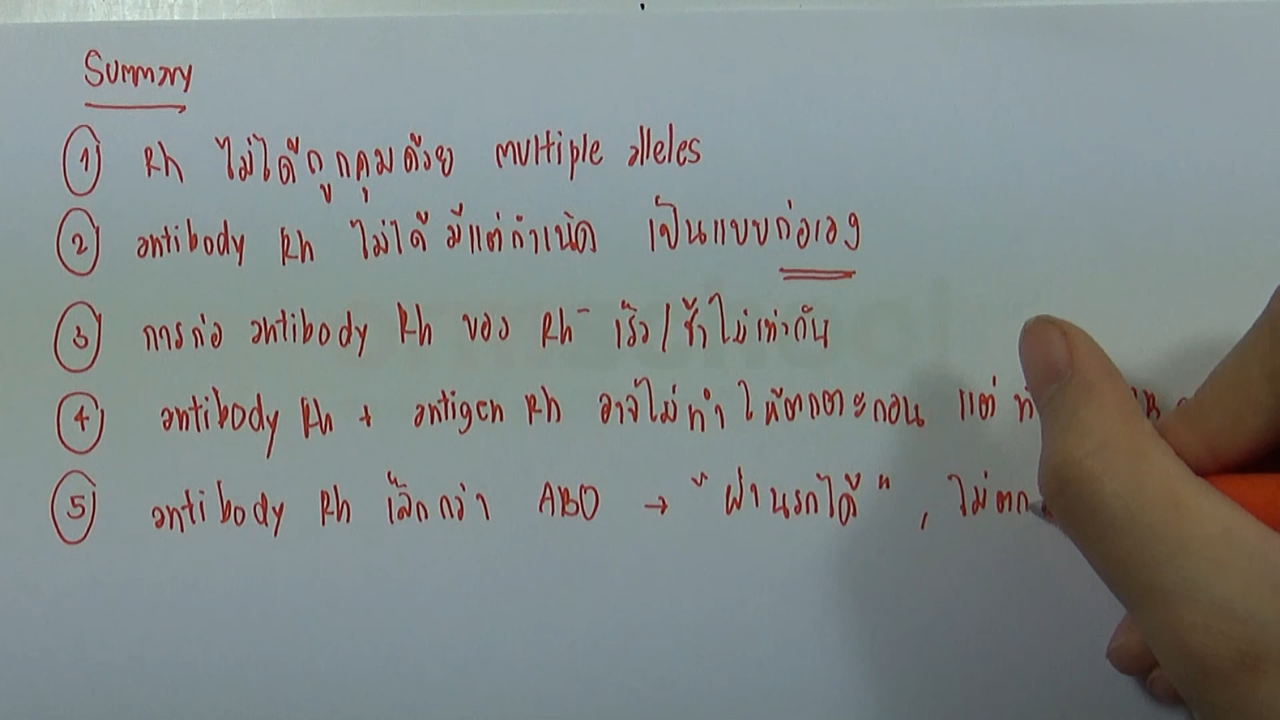 Summary
① Rh ไม่ได้ถูกคุมด้วย multiple alleles
② antibody Rh ไม่ได้ มีแต่กำเนิด เป็นแบบก่อเอง
③ การก่อ antibody Rh ของ Rh⁻ เร็ว/ช้าไม่เท่ากัน
④ antibody Rh + antigen Rh อาจไม่ทำให้ตกตะกอน แต่
⑤ antibody Rh เล็กกว่า ABO → "ผ่านรกได้" , ไม่ตก